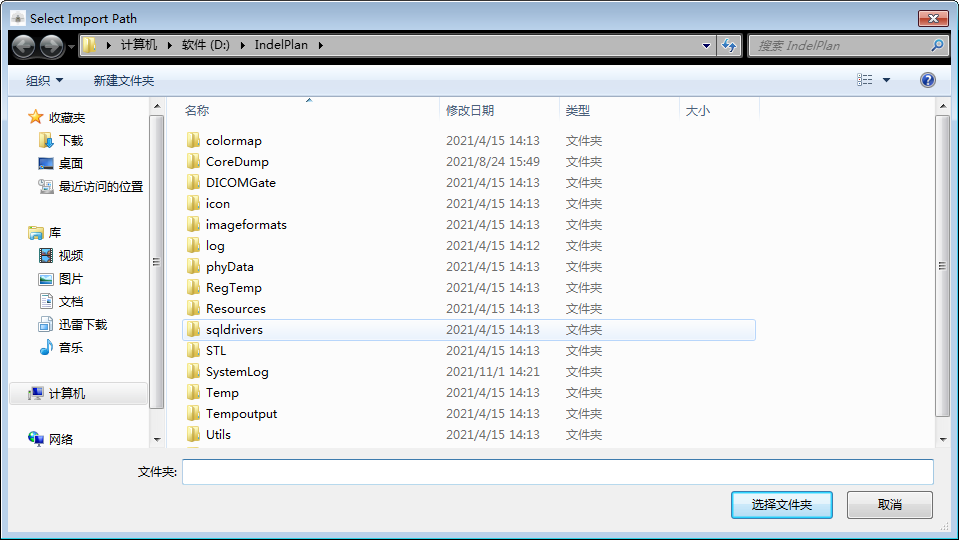 Select Import Path
计算机 软件 (D:) IndelPlan
搜索 IndelPlan
组织 新建文件夹
名称 修改日期 类型 大小
收藏夹
下载
桌面
最近访问的位置
库
视频
图片
文档
迅雷下载
音乐
计算机
网络
colormap 2021/4/15 14:13 文件夹
CoreDump 2021/8/24 15:49 文件夹
DICOMGate 2021/4/15 14:13 文件夹
icon 2021/4/15 14:13 文件夹
imageformats 2021/4/15 14:13 文件夹
log 2021/4/15 14:12 文件夹
phyData 2021/4/15 14:13 文件夹
RegTemp 2021/4/15 14:13 文件夹
Resources 2021/4/15 14:13 文件夹
sqldrivers 2021/4/15 14:13 文件夹
STL 2021/4/15 14:13 文件夹
SystemLog 2021/11/1 14:21 文件夹
Temp 2021/4/15 14:13 文件夹
Tempoutput 2021/4/15 14:13 文件夹
Utils 2021/4/15 14:13 文件夹
文件夹:
选择文件夹 取消